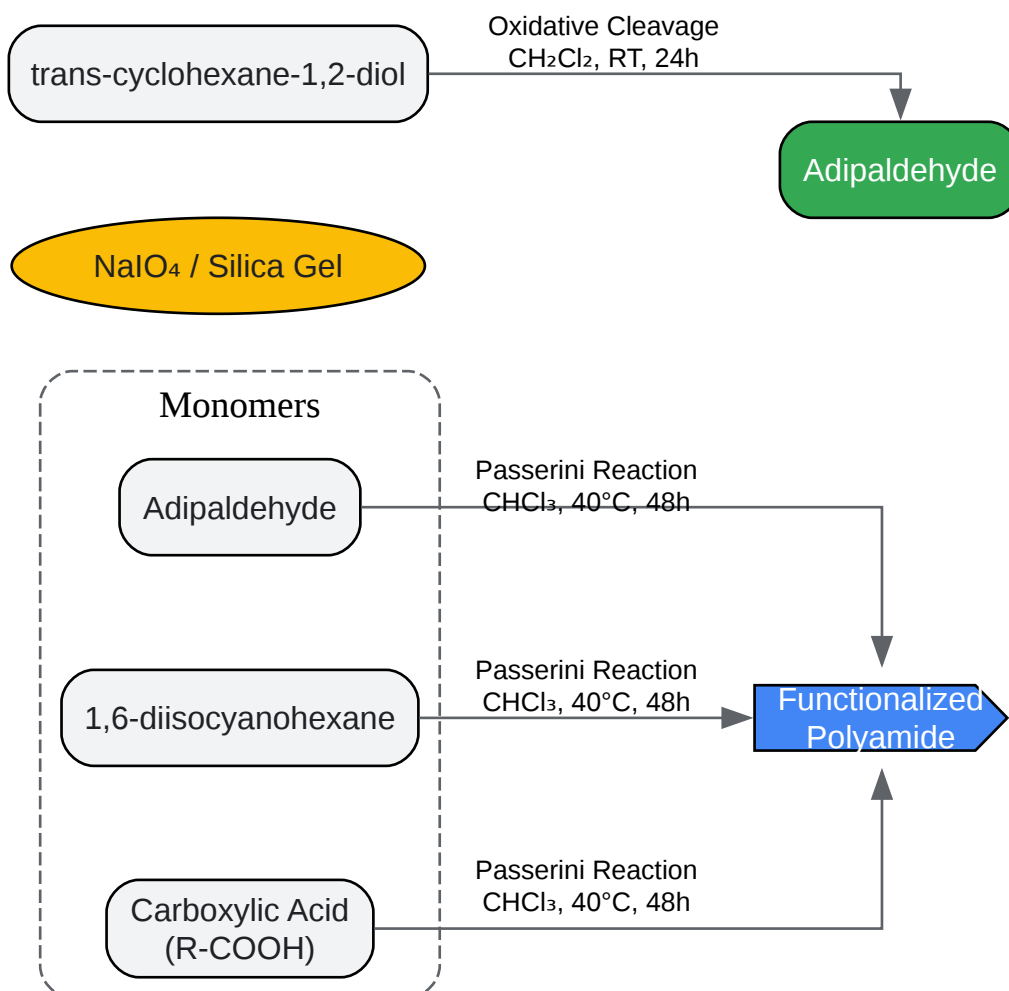 Oxidative Cleavage
CH₂Cl₂, RT, 24h
trans-cyclohexane-1,2-diol
Adipaldehyde
NaIO₄ / Silica Gel
Monomers
Adipaldehyde
Passerini Reaction
CHCl₃, 40°C, 48h
1,6-diisocyanohexane
Passerini Reaction
CHCl₃, 40°C, 48h
Functionalized
Polyamide
Carboxylic Acid
(R-COOH)
Passerini Reaction
CHCl₃, 40°C, 48h